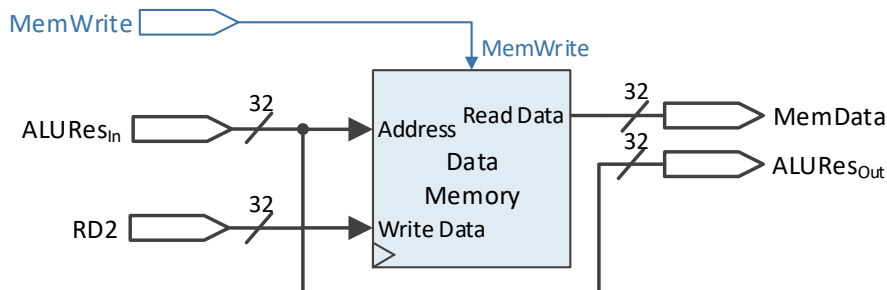 MemWrite
MemWrite
32
ALUResIn
Address
Read Data
32
MemData
Data
Memory
32
ALUResOut
32
RD2
Write Data